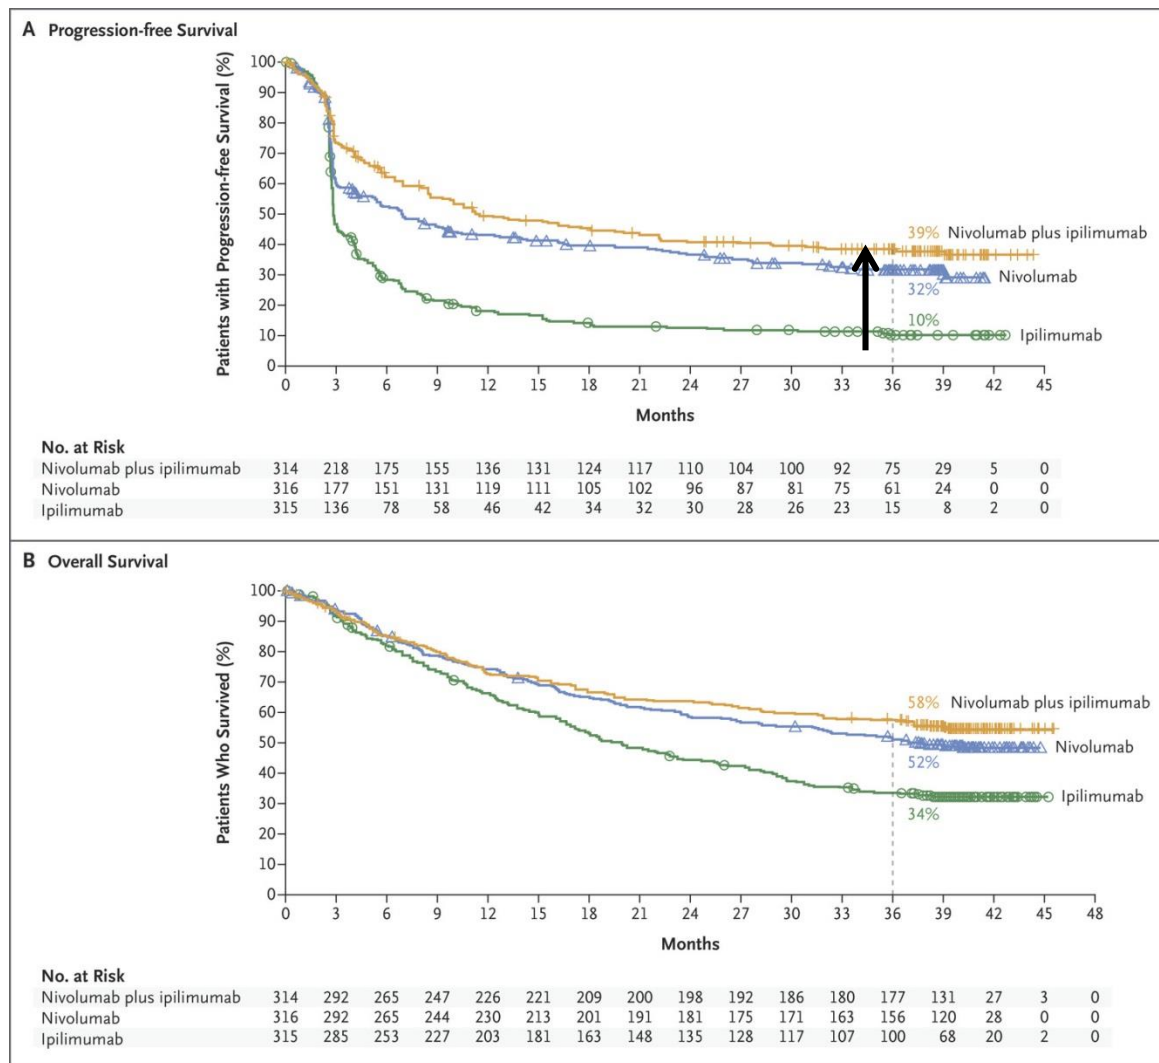 A Progression-free Survival
Patients with Progression-free Survival (%)
100
90
80
70
60
50
40
30
20
10
0
39% Nivolumab plus ipilimumab
Nivolumab
32%
10%
Ipilimumab
0 3 6 9 12 15 18 21 24 27 30 33 36 39 42 45
Months
No. at Risk
Nivolumab plus ipilimumab 314 218 175 155 136 131 124 117 110 104 100 92 75 29 5 0
Nivolumab 316 177 151 131 119 111 105 102 96 87 81 75 61 24 0 0
Ipilimumab 315 136 78 58 46 42 34 32 30 28 26 23 15 8 2 0
B Overall Survival
Patients Who Survived (%)
100
90
80
70
60
50
40
30
20
10
0
58% Nivolumab plus ipilimumab
Nivolumab
52%
Ipilimumab
34%
0 3 6 9 12 15 18 21 24 27 30 33 36 39 42 45 48
Months
No. at Risk
Nivolumab plus ipilimumab 314 292 265 247 226 221 209 200 198 192 186 180 177 131 27 3 0
Nivolumab 316 292 265 244 230 213 201 191 181 175 171 163 156 120 28 0 0
Ipilimumab 315 285 253 227 203 181 163 148 135 128 117 107 100 68 20 2 0